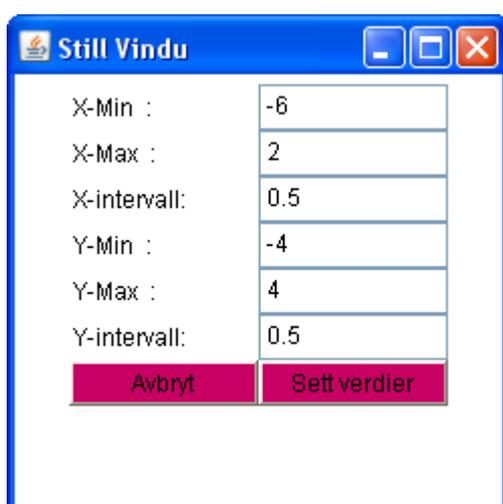 Still Vindu
X-Min : -6
X-Max : 2
X-intervall: 0.5
Y-Min : -4
Y-Max : 4
Y-intervall: 0.5
Avbryt Sett verdier